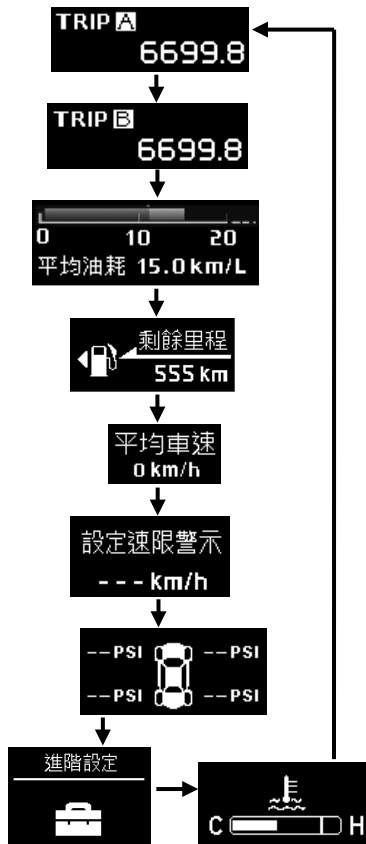 TRIP A
6699.8
TRIP B
6699.8
0 10 20
平均油耗 15.0 km/L
剩餘里程
555 km
平均車速
0 km/h
設定速限警示
--- km/h
--PSI --PSI
--PSI --PSI
進階設定
C H